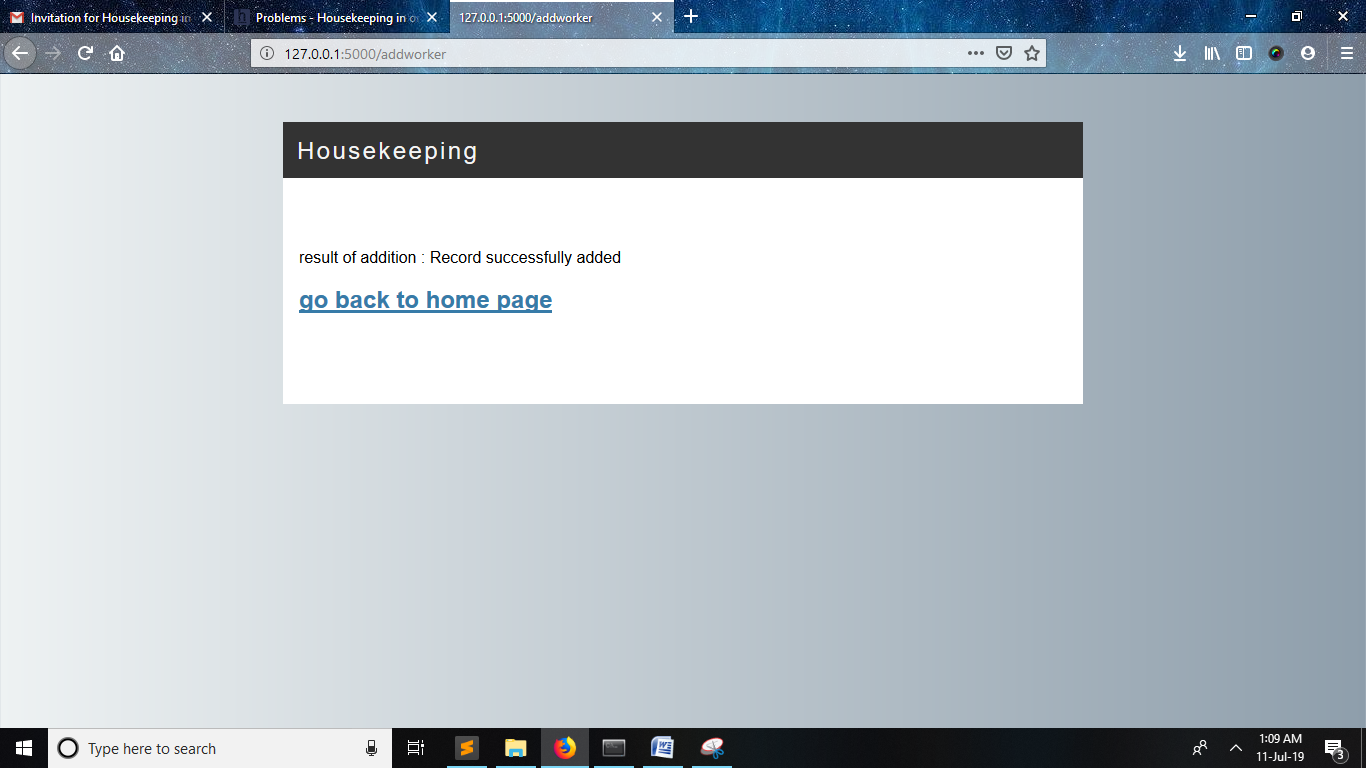 Invitation for Housekeeping in
Problems - Housekeeping in ov
127.0.0.1:5000/addworker
127.0.0.1:5000/addworker
Housekeeping
result of addition : Record successfully added
go back to home page
Type here to search
1:09 AM
11-Jul-19
3